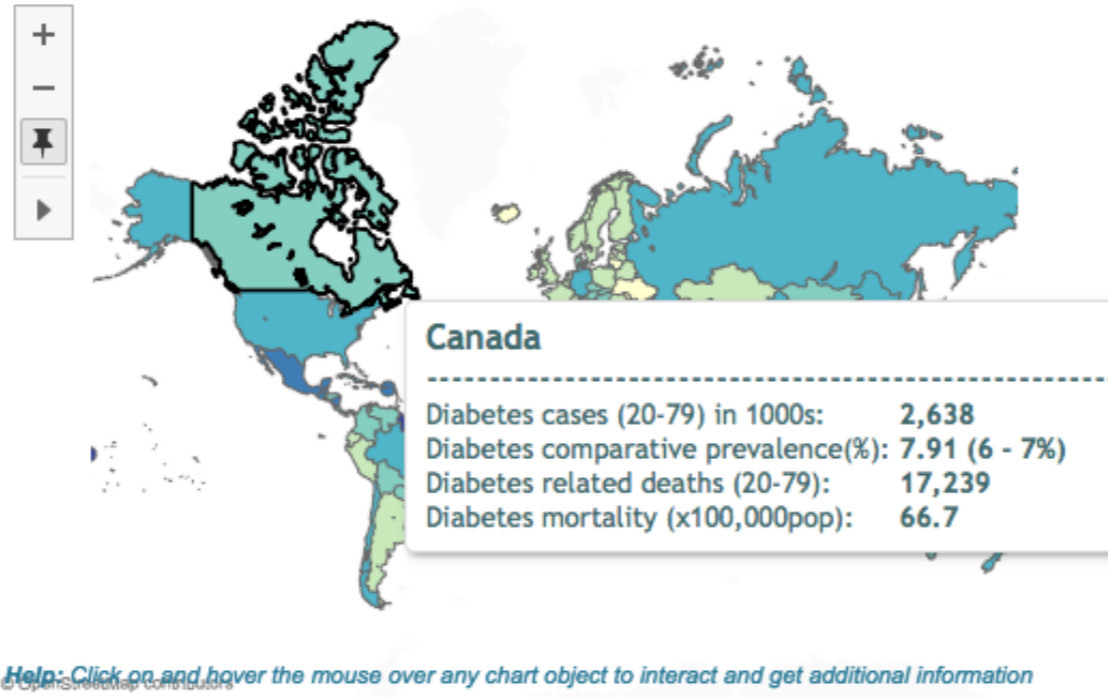 Canada
Diabetes cases (20-79) in 1000s: 2,638
Diabetes comparative prevalence(%): 7.91 (6 - 7%)
Diabetes related deaths (20-79): 17,239
Diabetes mortality (x100,000pop): 66.7
Help: Click on and hover the mouse over any chart object to interact and get additional information
© OpenStreetMap contributors